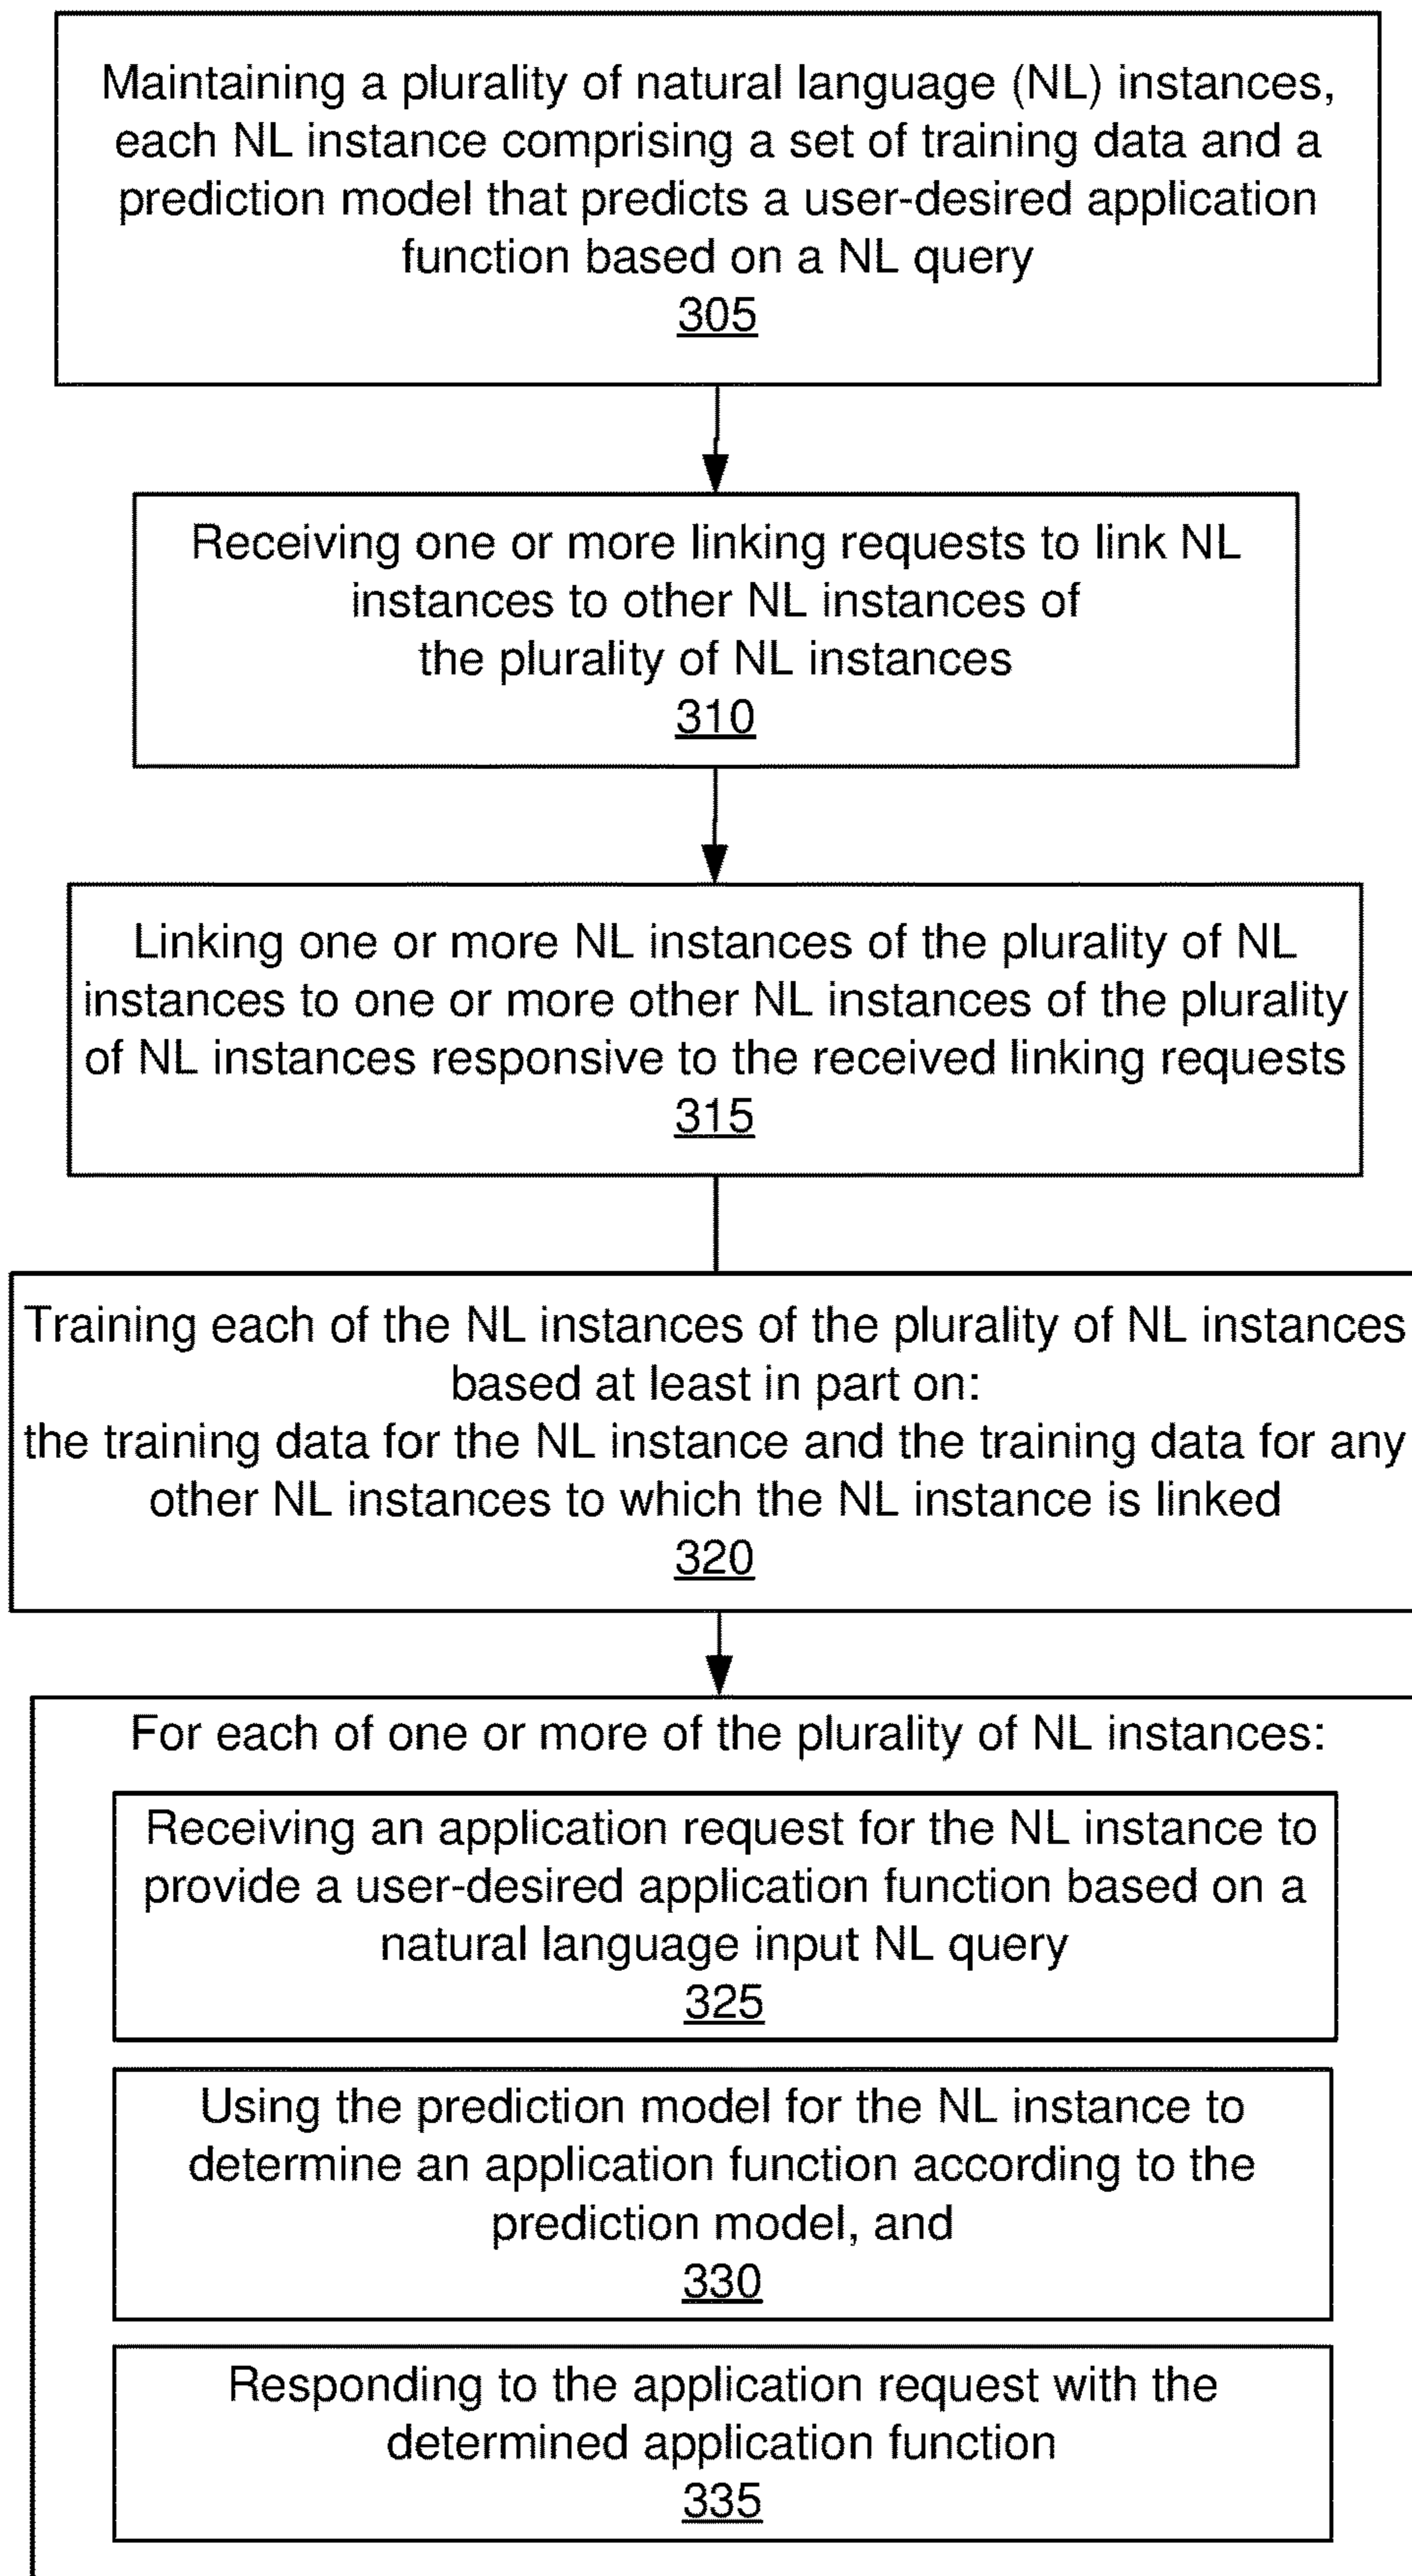 Maintaining a plurality of natural language (NL) instances,
each NL instance comprising a set of training data and a
prediction model that predicts a user-desired application
function based on a NL query
305
Receiving one or more linking requests to link NL
instances to other NL instances of
the plurality of NL instances
310
Linking one or more NL instances of the plurality of NL
instances to one or more other NL instances of the plurality
of NL instances responsive to the received linking requests
315
Training each of the NL instances of the plurality of NL instances
based at least in part on:
the training data for the NL instance and the training data for any
other NL instances to which the NL instance is linked
320
For each of one or more of the plurality of NL instances:
Receiving an application request for the NL instance to
provide a user-desired application function based on a
natural language input NL query
325
Using the prediction model for the NL instance to
determine an application function according to the
prediction model, and
330
Responding to the application request with the
determined application function
335